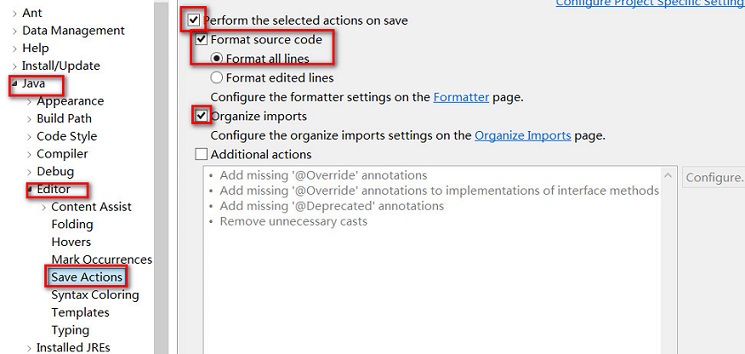 Configure Project Specific Settin
Ant
Data Management
Help
Install/Update
Java
Appearance
Build Path
Code Style
Compiler
Debug
Editor
Content Assist
Folding
Hovers
Mark Occurrences
Save Actions
Syntax Coloring
Templates
Typing
Installed JREs
Perform the selected actions on save
Format source code
Format all lines
Format edited lines
Configure the formatter settings on the Formatter page.
Organize imports
Configure the organize imports settings on the Organize Imports page.
Additional actions
• Add missing '@Override' annotations
• Add missing '@Override' annotations to implementations of interface methods
• Add missing '@Deprecated' annotations
• Remove unnecessary casts
Configure.